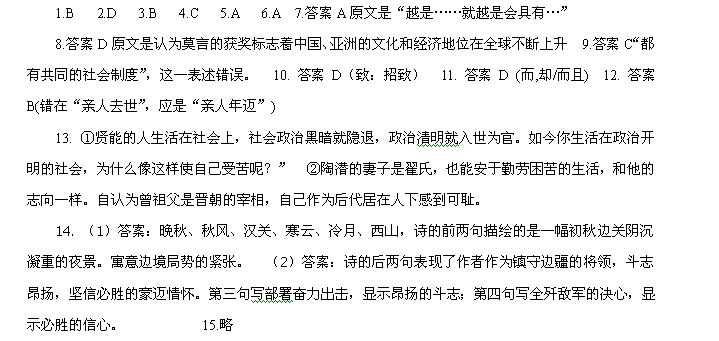 1.B 2.D 3.B 4.C 5.A 6.A 7.答案 A 原文是“越是……就越是会具有…”
8.答案 D 原文是认为莫言的获奖标志着中国、亚洲的文化和经济地位在全球不断上升 9.答案 C“都
有共同的社会制度”，这一表述错误。 10. 答案 D（致：招致） 11. 答案 D (而,却/而且) 12. 答案
B(错在“亲人去世”，应是“亲人年迈”)
13. ①贤能的人生活在社会上，社会政治黑暗就隐退，政治清明就入世为官。如今你生活在政治开
明的社会，为什么像这样使自己受苦呢？” ②陶潜的妻子是翟氏，也能安于勤劳困苦的生活，和他的
志向一样。自认为曾祖父是晋朝的宰相，自己作为后代居在人下感到可耻。
14. （1）答案：晚秋、秋风、汉关、寒云、冷月、西山，诗的前两句描绘的是一幅初秋边关阴沉
凝重的夜景。寓意边境局势的紧张。 （2）答案：诗的后两句表现了作者作为镇守边疆的将领，斗志
昂扬，坚信必胜的豪迈情怀。第三句写部署奋力出击，显示昂扬的斗志；第四句写全歼敌军的决心，显
示必胜的信心。 15.略